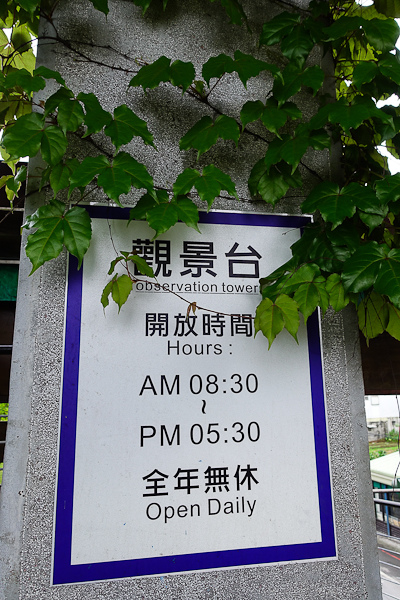 觀景台
observation tower
開放時間
Hours :
AM 08:30
~
PM 05:30
全年無休
Open Daily